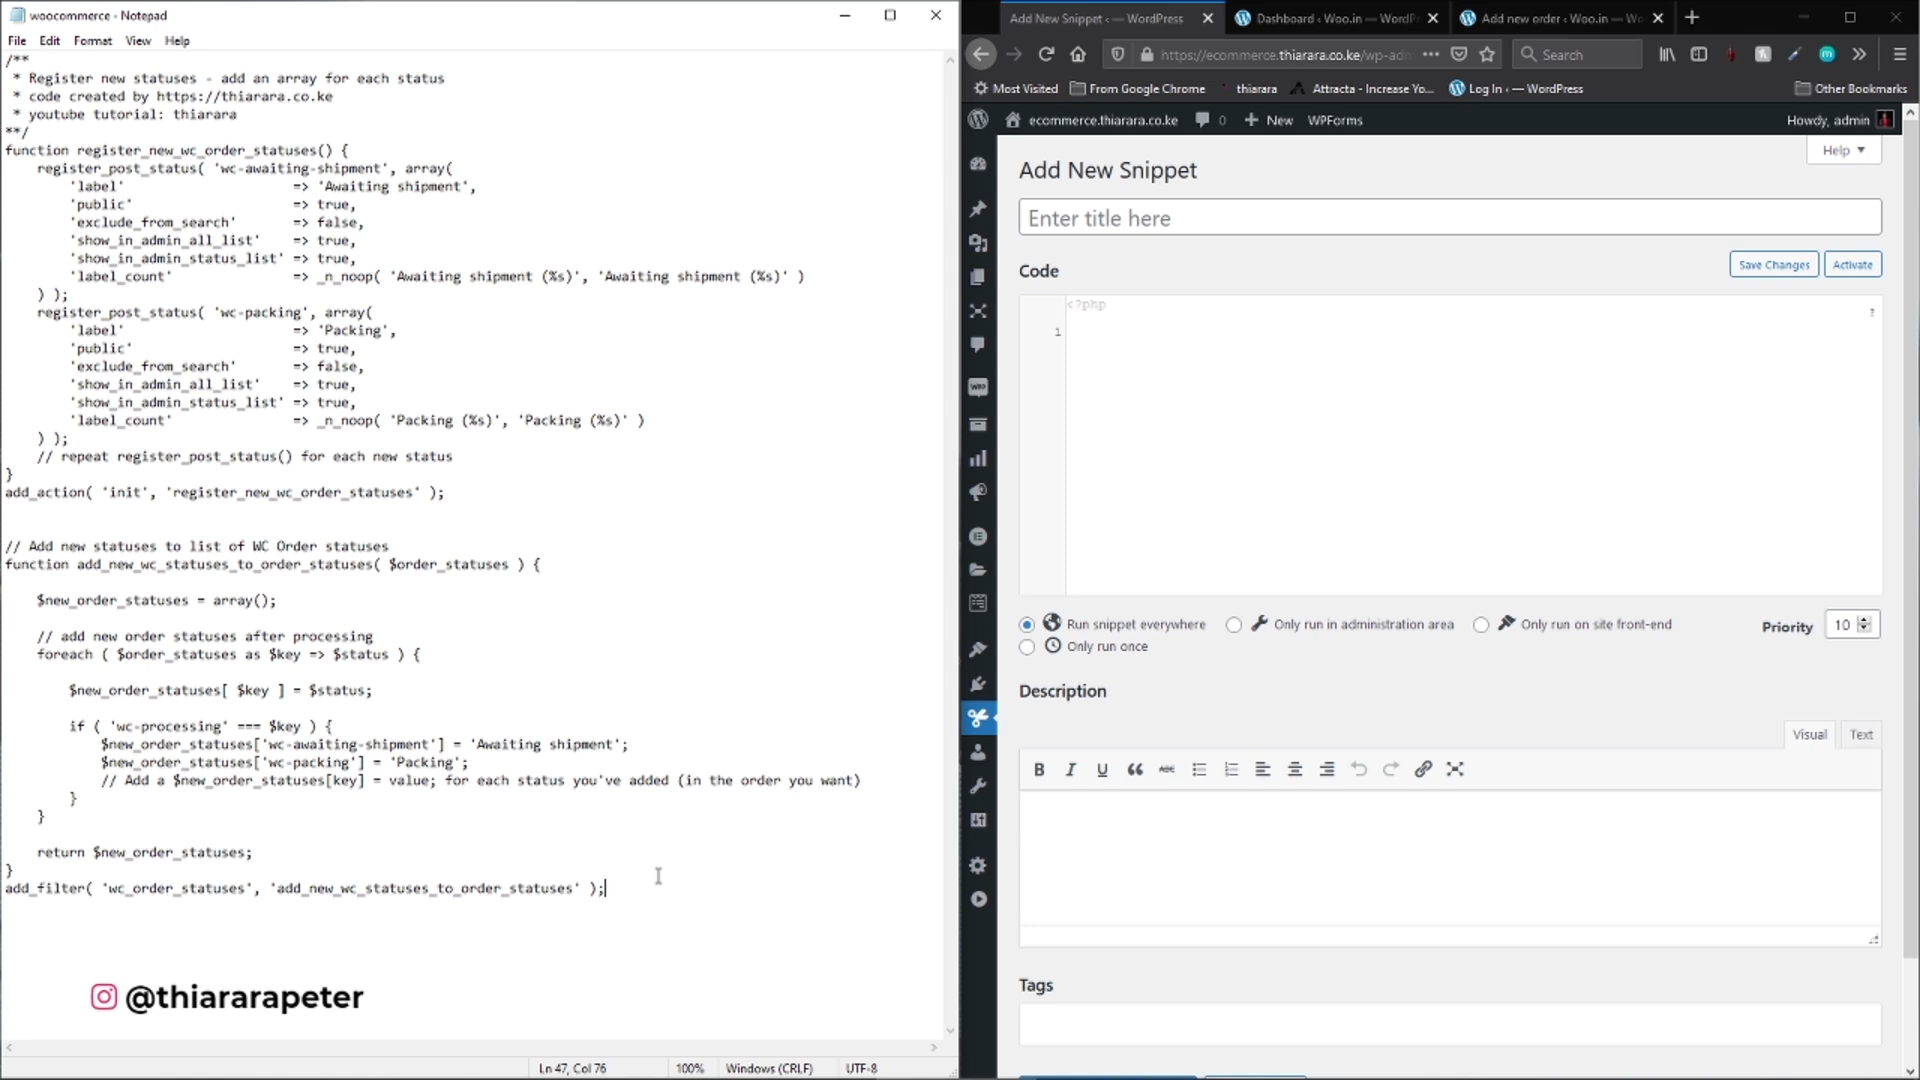 woocommerce - Notepad
File Edit Format View Help
/**
 * Register new statuses - add an array for each status
 * code created by https://thiarara.co.ke
 * youtube tutorial: thiarara
**/
function register_new_wc_order_statuses() {
    register_post_status( 'wc-awaiting-shipment', array(
        'label'                     => 'Awaiting shipment',
        'public'                    => true,
        'exclude_from_search'       => false,
        'show_in_admin_all_list'    => true,
        'show_in_admin_status_list' => true,
        'label_count'               => _n_noop( 'Awaiting shipment (%s)', 'Awaiting shipment (%s)' )
    ) );
    register_post_status( 'wc-packing', array(
        'label'                     => 'Packing',
        'public'                    => true,
        'exclude_from_search'       => false,
        'show_in_admin_all_list'    => true,
        'show_in_admin_status_list' => true,
        'label_count'               => _n_noop( 'Packing (%s)', 'Packing (%s)' )
    ) );
    // repeat register_post_status() for each new status
}
add_action( 'init', 'register_new_wc_order_statuses' );
// Add new statuses to list of WC Order statuses
function add_new_wc_statuses_to_order_statuses( $order_statuses ) {
    $new_order_statuses = array();
    // add new order statuses after processing
    foreach ( $order_statuses as $key => $status ) {
        $new_order_statuses[ $key ] = $status;
        if ( 'wc-processing' === $key ) {
            $new_order_statuses['wc-awaiting-shipment'] = 'Awaiting shipment';
            $new_order_statuses['wc-packing'] = 'Packing';
            // Add a $new_order_statuses[key] = value; for each status you've added (in the order you want)
        }
    }
    return $new_order_statuses;
}
add_filter( 'wc_order_statuses', 'add_new_wc_statuses_to_order_statuses' );
@thiararapeter
Ln 47, Col 76 100% Windows (CRLF) UTF-8
Add New Snippet ‹ — WordPress Dashboard ‹ Woo.in — WordP Add new order ‹ Woo.in — Wo
https://ecommerce.thiarara.co.ke/wp-adm Search
Most Visited From Google Chrome thiarara Attracta - Increase Yo... Log In ‹ — WordPress Other Bookmarks
ecommerce.thiarara.co.ke 0 New WPForms Howdy, admin
Help
Add New Snippet
Enter title here
Code Save Changes Activate
<?php
?
1
Run snippet everywhere Only run in administration area Only run on site front-end Priority 10
Only run once
Description
Visual Text
B I U ABC
Tags